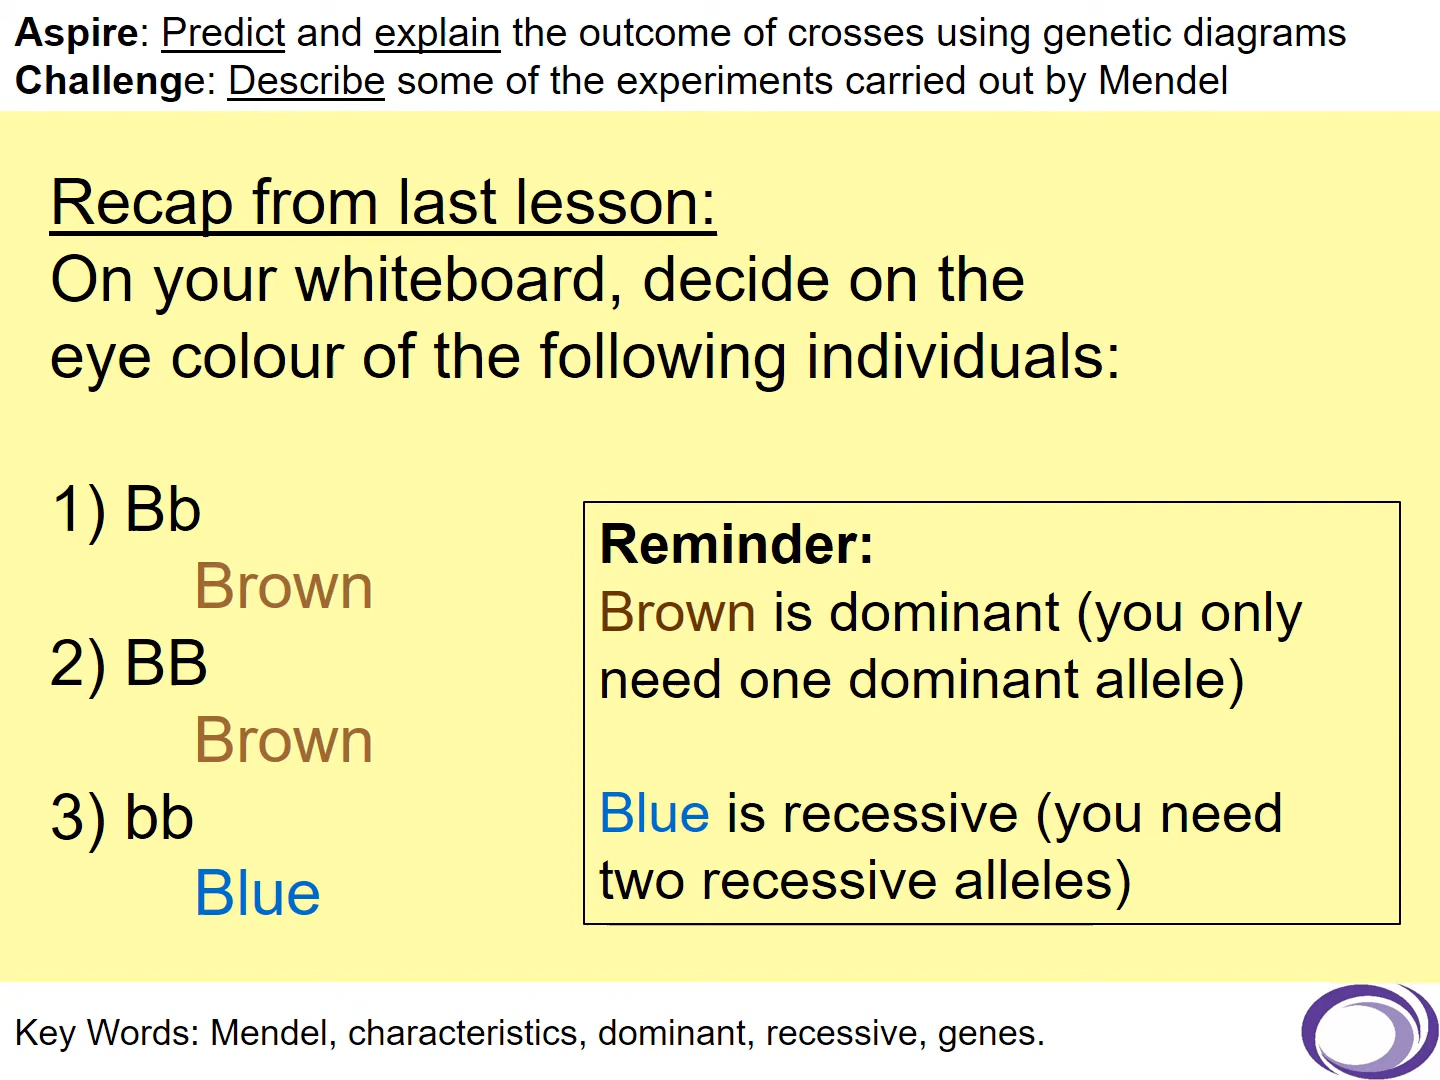 Aspire: Predict and explain the outcome of crosses using genetic diagrams
Challenge: Describe some of the experiments carried out by Mendel
Recap from last lesson:
On your whiteboard, decide on the
eye colour of the following individuals:
1) Bb
Brown
2) BB
Brown
3) bb
Blue
Reminder:
Brown is dominant (you only
need one dominant allele)
Blue is recessive (you need
two recessive alleles)
Key Words: Mendel, characteristics, dominant, recessive, genes.